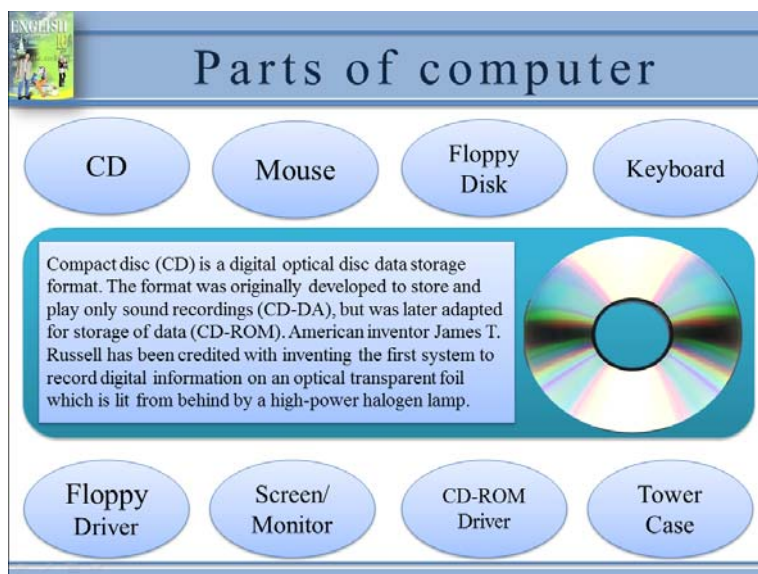 ENGLISH
Parts of computer
CD
Mouse
Floppy
Disk
Keyboard
Compact disc (CD) is a digital optical disc data storage
format. The format was originally developed to store and
play only sound recordings (CD-DA), but was later adapted
for storage of data (CD-ROM). American inventor James T.
Russell has been credited with inventing the first system to
record digital information on an optical transparent foil
which is lit from behind by a high-power halogen lamp.
Floppy
Driver
Screen/
Monitor
CD-ROM
Driver
Tower
Case